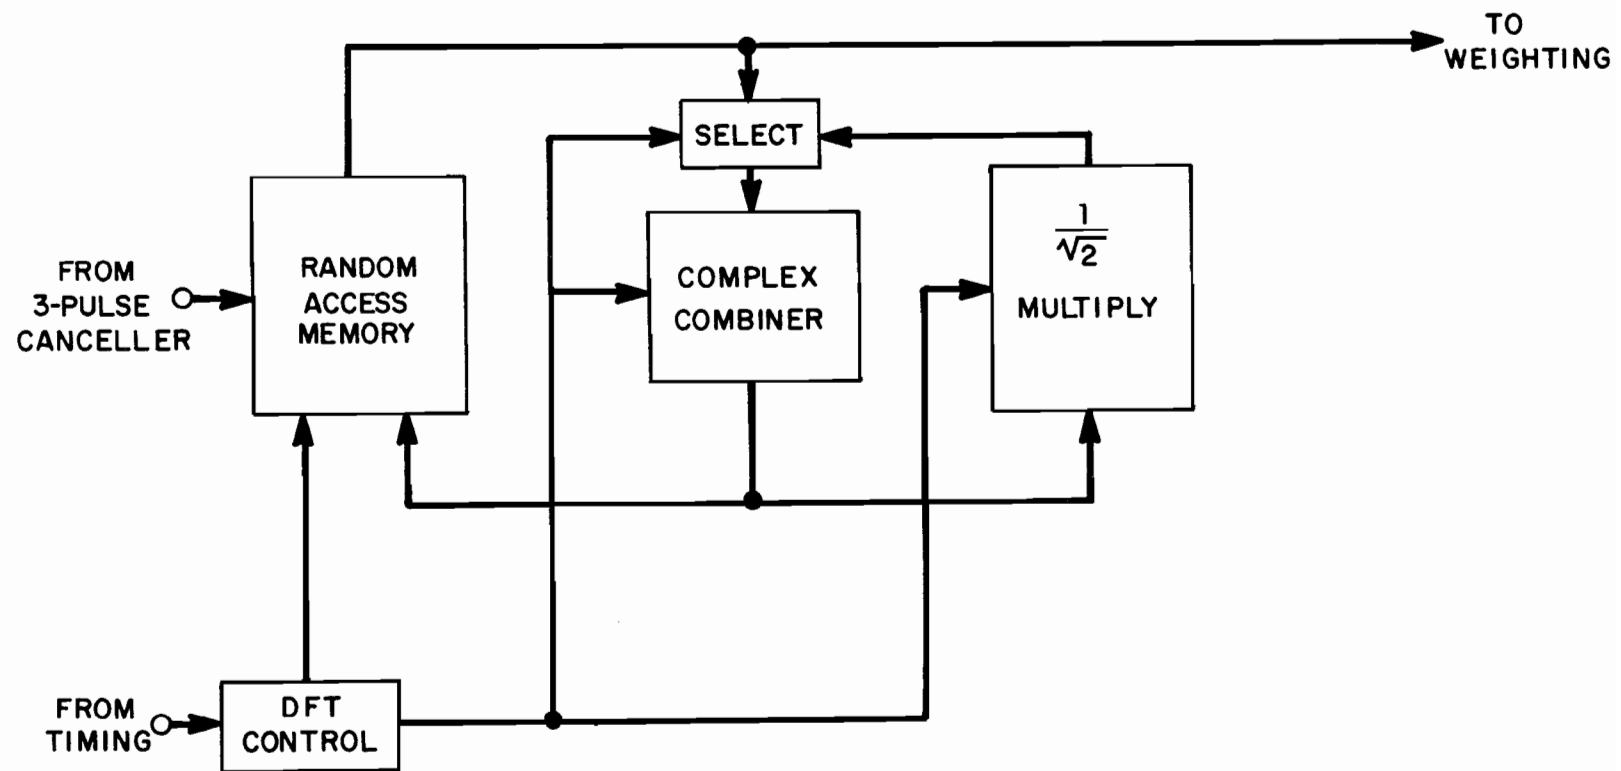 TO
WEIGHTING
SELECT
1
√2
MULTIPLY
COMPLEX
COMBINER
RANDOM
ACCESS
MEMORY
FROM
3-PULSE
CANCELLER
FROM
TIMING
DFT
CONTROL